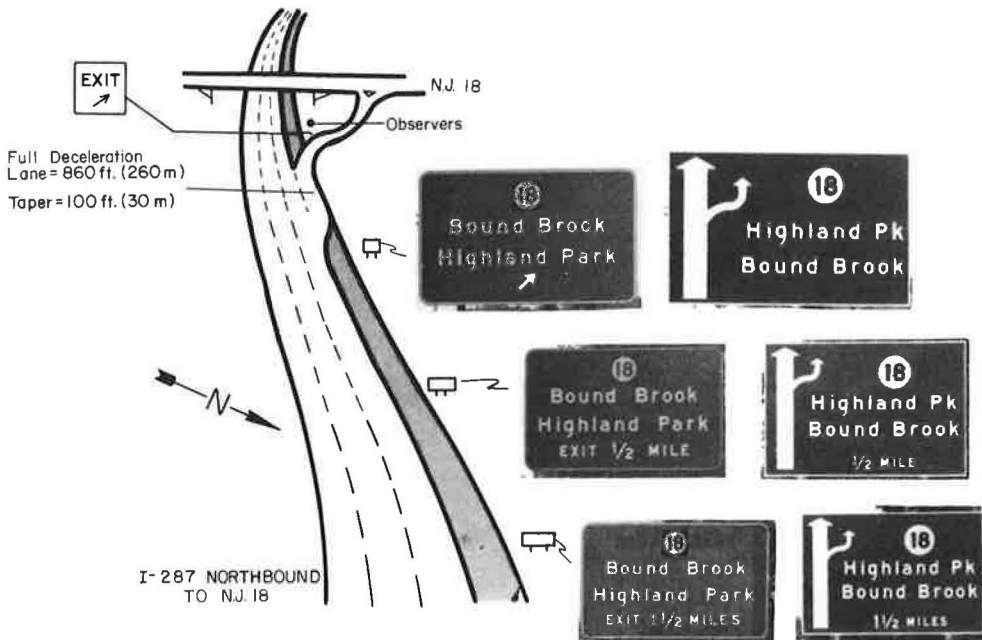 EXIT
N.J. 18
Observers
Full Deceleration
Lane = 860 ft. (260 m)
Taper = 100 ft. (30 m)
18
Bound Brock
Highland Park
18
Highland Pk
Bound Brook
18
Bound Brook
Highland Park
EXIT 1/2 MILE
18
Highland Pk
Bound Brook
1/2 MILE
N
18
Bound Brook
Highland Park
EXIT 1 1/2 MILES
18
Highland Pk
Bound Brook
1 1/2 MILES
I-287 NORTHBOUND
TO N.J. 18